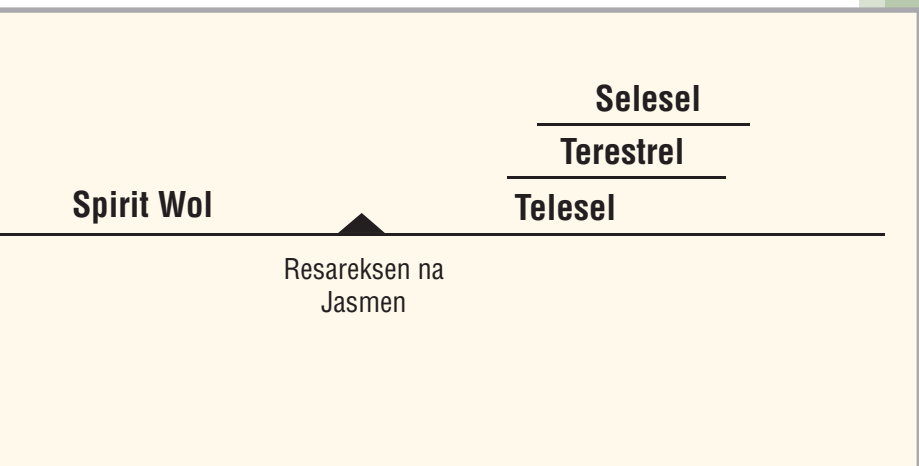 Selesel
Terestrel
Spirit Wol
Telesel
Resareksen na
Jasmen